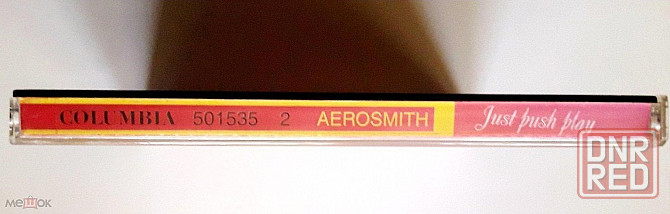 COLUMBIA 501535 2 AEROSMITH Just push play
DNR
RED
мешок